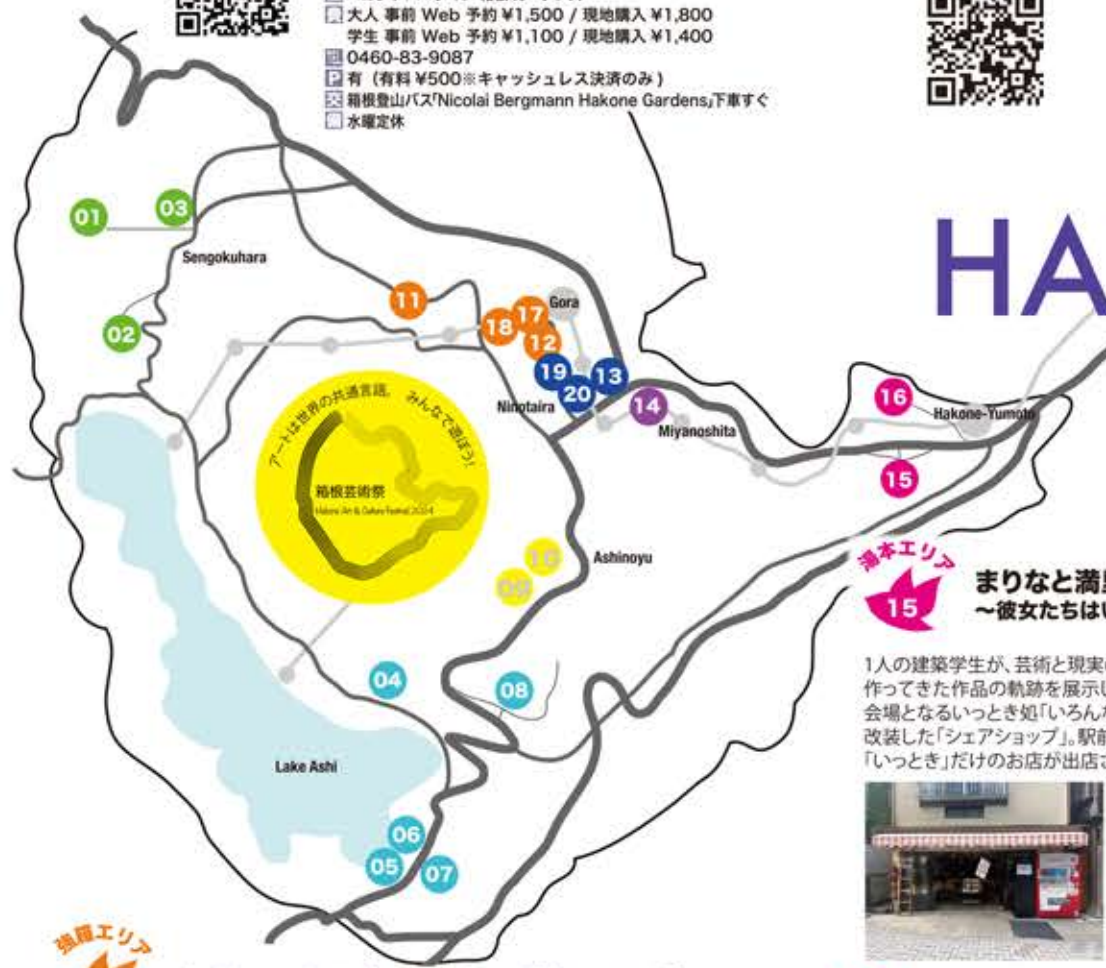 大人 事前 Web 予約 ¥1,500 / 現地購入 ¥1,800
学生 事前 Web 予約 ¥1,100 / 現地購入 ¥1,400
0460-83-9087
P 有（有料 ¥500※キャッシュレス決済のみ）
交 箱根登山バス「Nicolai Bergmann Hakone Gardens」下車すぐ
水曜定休
HA
01
03
Sengokuhara
02
11
18
17
12
Gora
19
20
13
Ninotaira
14
Miyanoshita
16
Hakone-Yumoto
15
アートは世界の共通言語。 みんなで遊ぼう！
箱根芸術祭
10
09
Ashinoyu
04
08
Lake Ashi
06
05
07
湯本エリア
15
まりなと満
～彼女たちはい
1人の建築学生が、芸術と現実
作ってきた作品の軌跡を展示し
会場となるいっとき処「いろんな
改装した「シェアショップ」。駅前
「いっとき」だけのお店が出店さ
強羅エリア